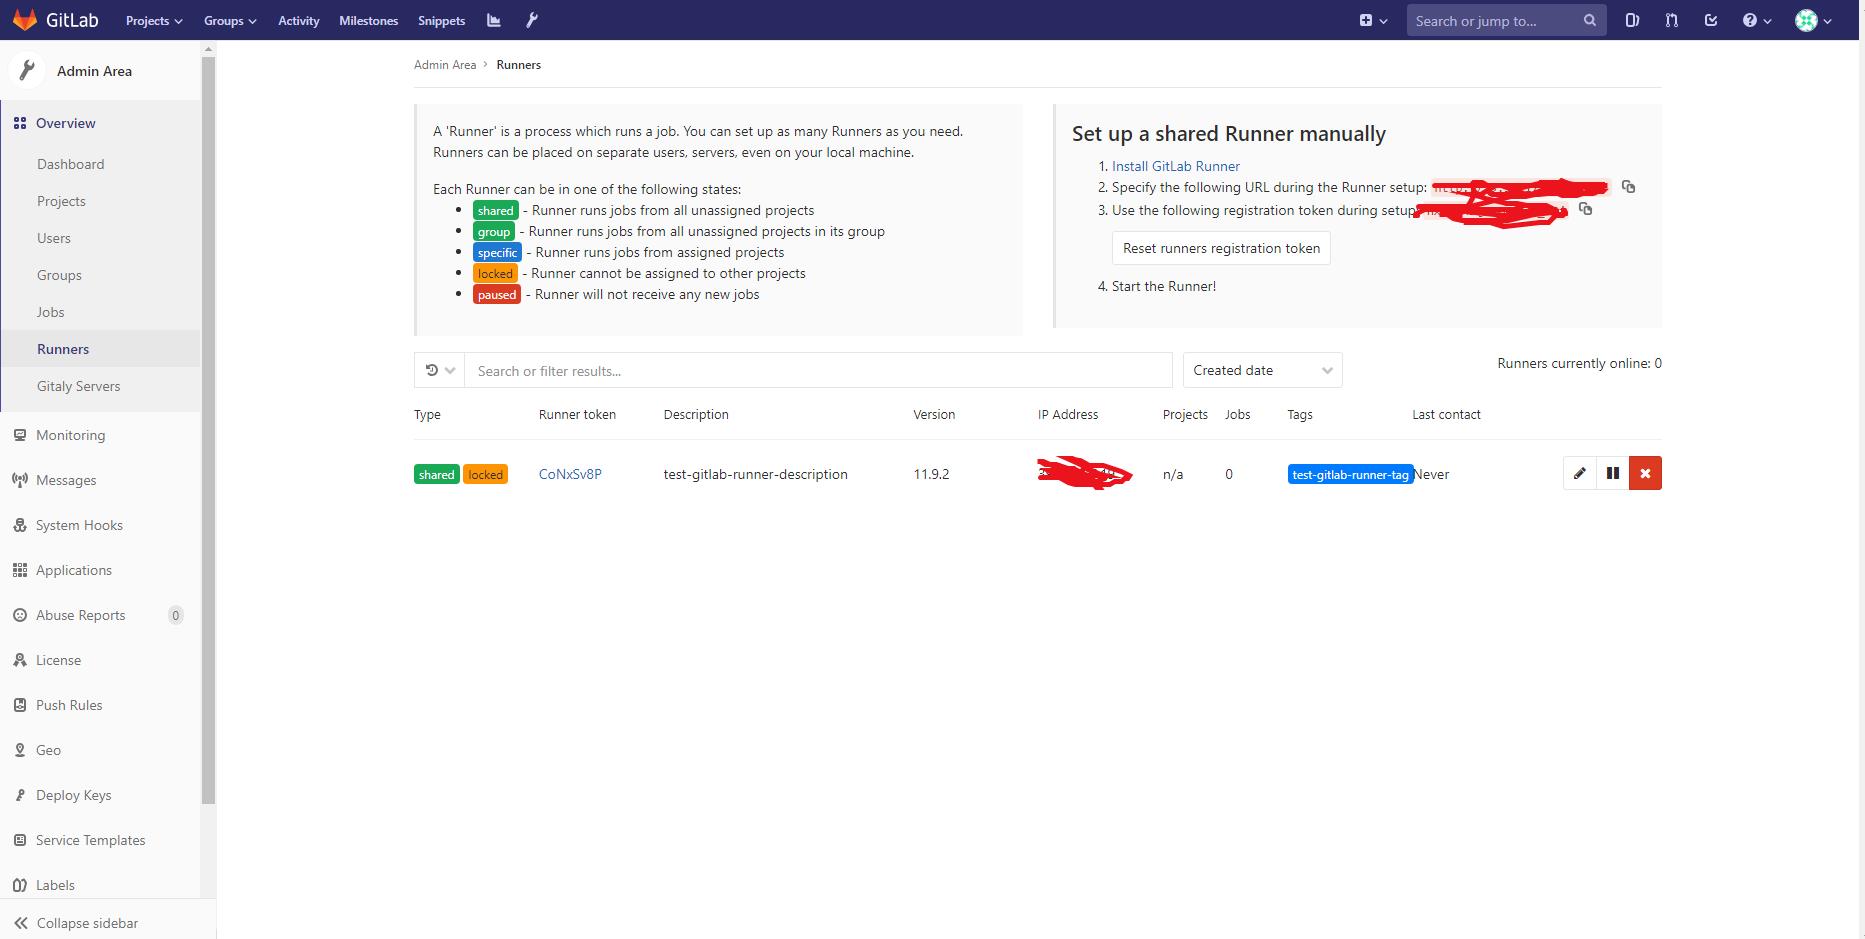 GitLab Projects Groups Activity Milestones Snippets Search or jump to...
Admin Area
Overview
Dashboard
Projects
Users
Groups
Jobs
Runners
Gitaly Servers
Monitoring
Messages
System Hooks
Applications
Abuse Reports 0
License
Push Rules
Geo
Deploy Keys
Service Templates
Labels
Collapse sidebar
Admin Area › Runners
A 'Runner' is a process which runs a job. You can set up as many Runners as you need.
Runners can be placed on separate users, servers, even on your local machine.
Each Runner can be in one of the following states:
shared - Runner runs jobs from all unassigned projects
group - Runner runs jobs from all unassigned projects in its group
specific - Runner runs jobs from assigned projects
locked - Runner cannot be assigned to other projects
paused - Runner will not receive any new jobs
Set up a shared Runner manually
1. Install GitLab Runner
2. Specify the following URL during the Runner setup:
3. Use the following registration token during setup:
Reset runners registration token
4. Start the Runner!
Search or filter results... Created date Runners currently online: 0
Type Runner token Description Version IP Address Projects Jobs Tags Last contact
shared locked CoNxSv8P test-gitlab-runner-description 11.9.2 n/a 0 test-gitlab-runner-tag Never